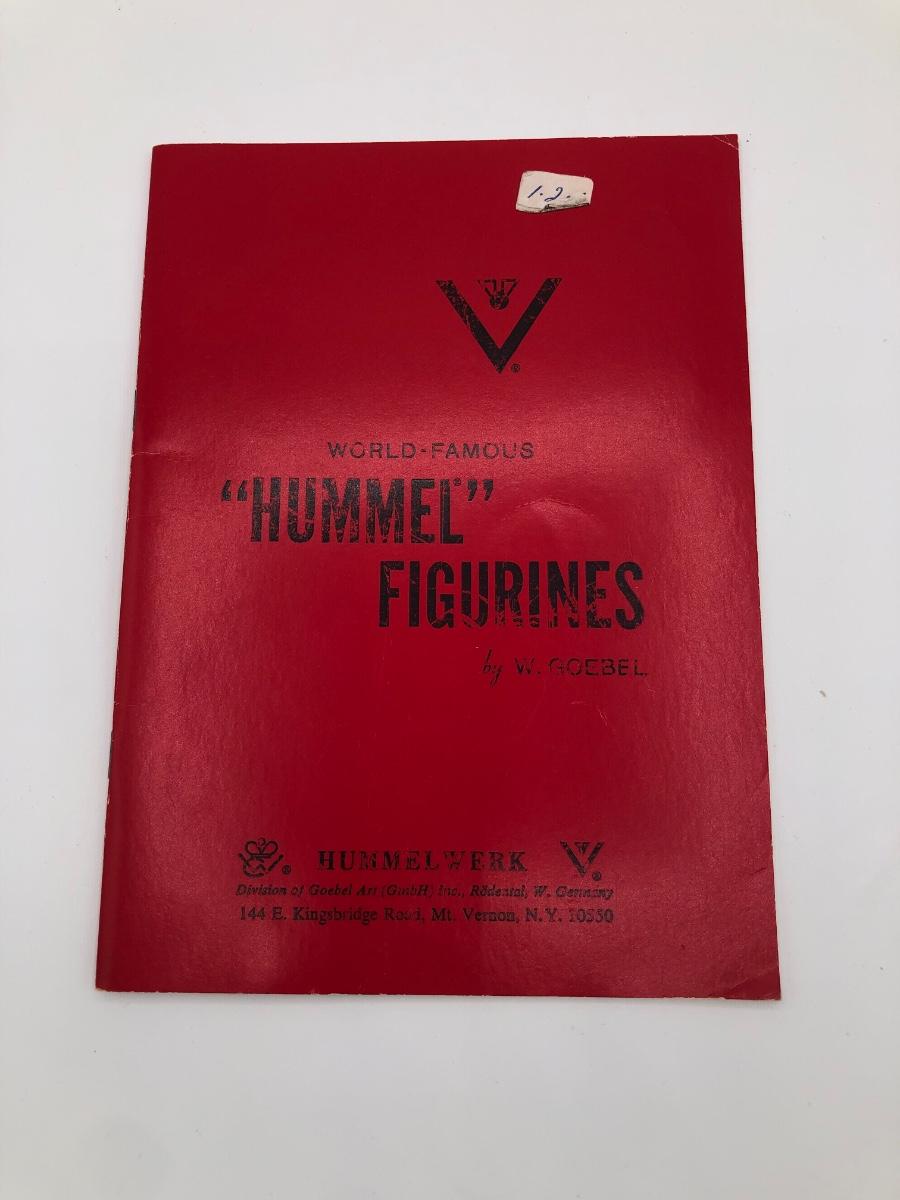 1.2..
®
WORLD-FAMOUS
“HUMMEL®”
FIGURINES
by W. GOEBEL
® HUMMELWERK ®
Division of Goebel Art (GmbH) Inc., Rödental, W. Germany
144 E. Kingsbridge Road, Mt. Vernon, N.Y. 10550